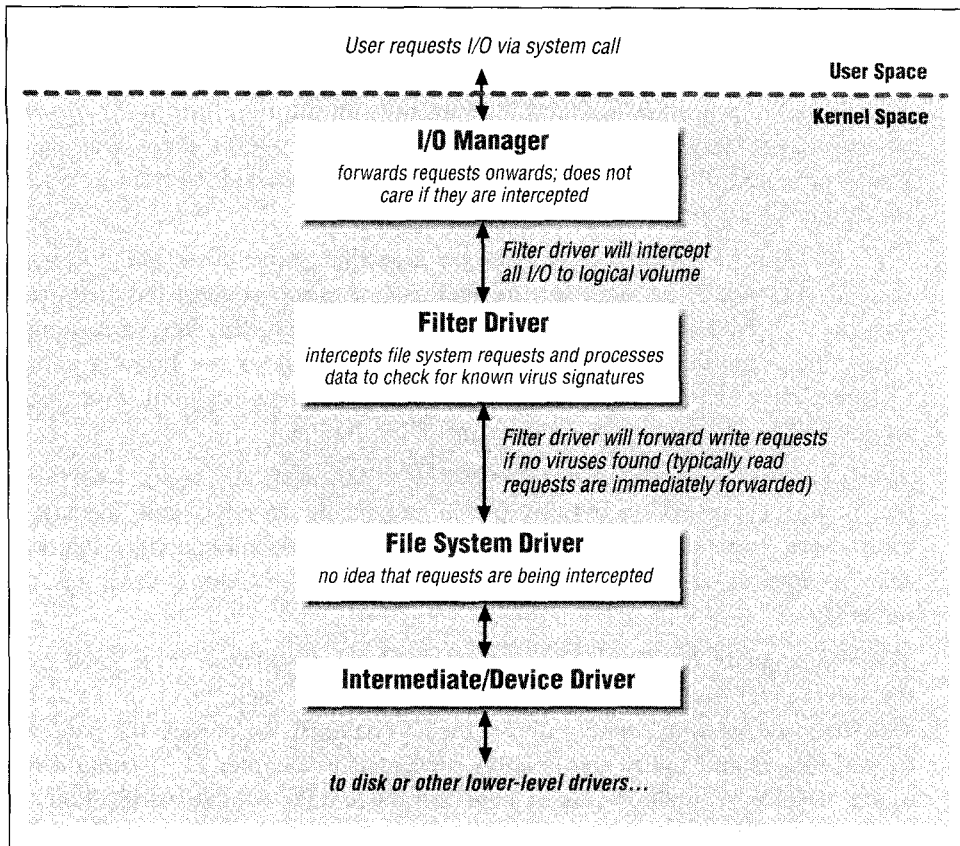 User requests I/O via system call
User Space
Kernel Space
I/O Manager
forwards requests onwards; does not
care if they are intercepted
Filter driver will intercept
all I/O to logical volume
Filter Driver
intercepts file system requests and processes
data to check for known virus signatures
Filter driver will forward write requests
if no viruses found (typically read
requests are immediately forwarded)
File System Driver
no idea that requests are being intercepted
Intermediate/Device Driver
to disk or other lower-level drivers...